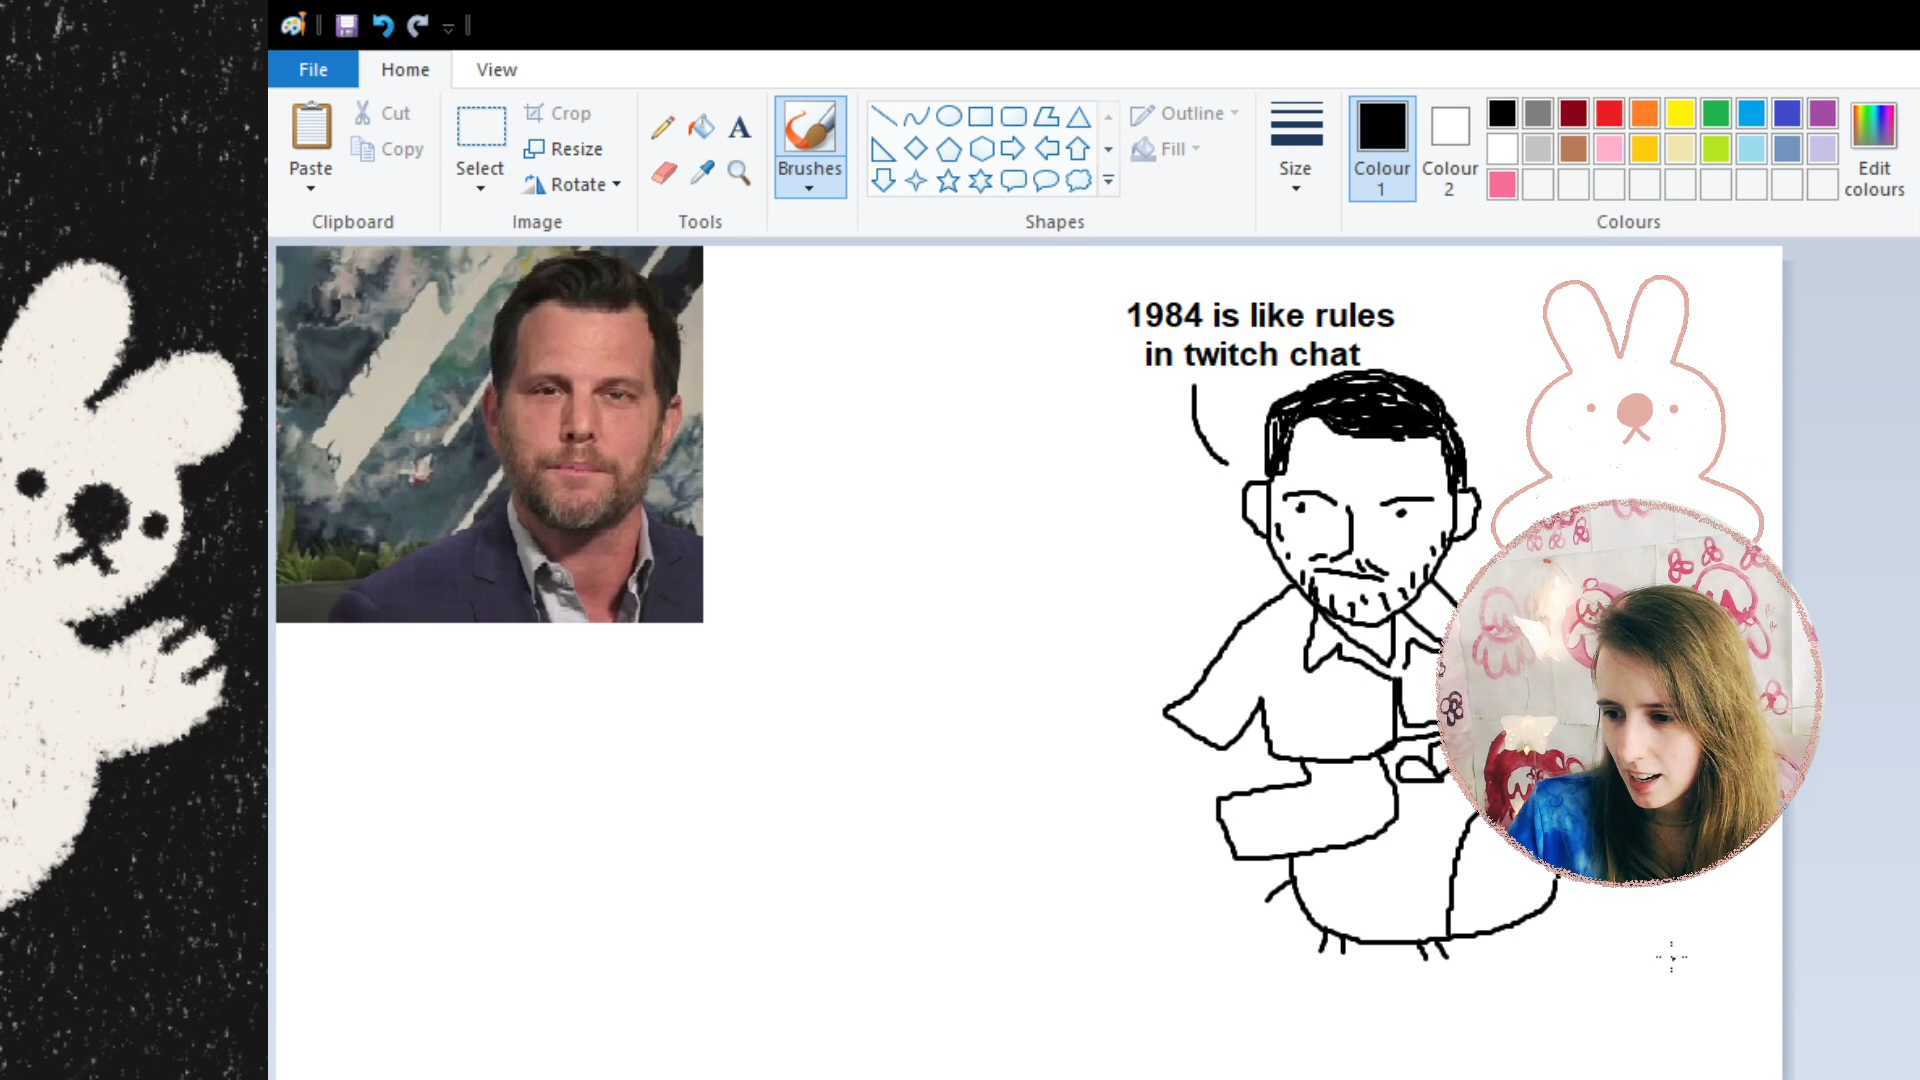 File
Home
View
Paste
Cut
Copy
Clipboard
Select
Crop
Resize
Rotate
Image
A
Tools
Brushes
Outline
Fill
Shapes
Size
Colour
1
Colour
2
Edit
colours
Colours
1984 is like rules
in twitch chat